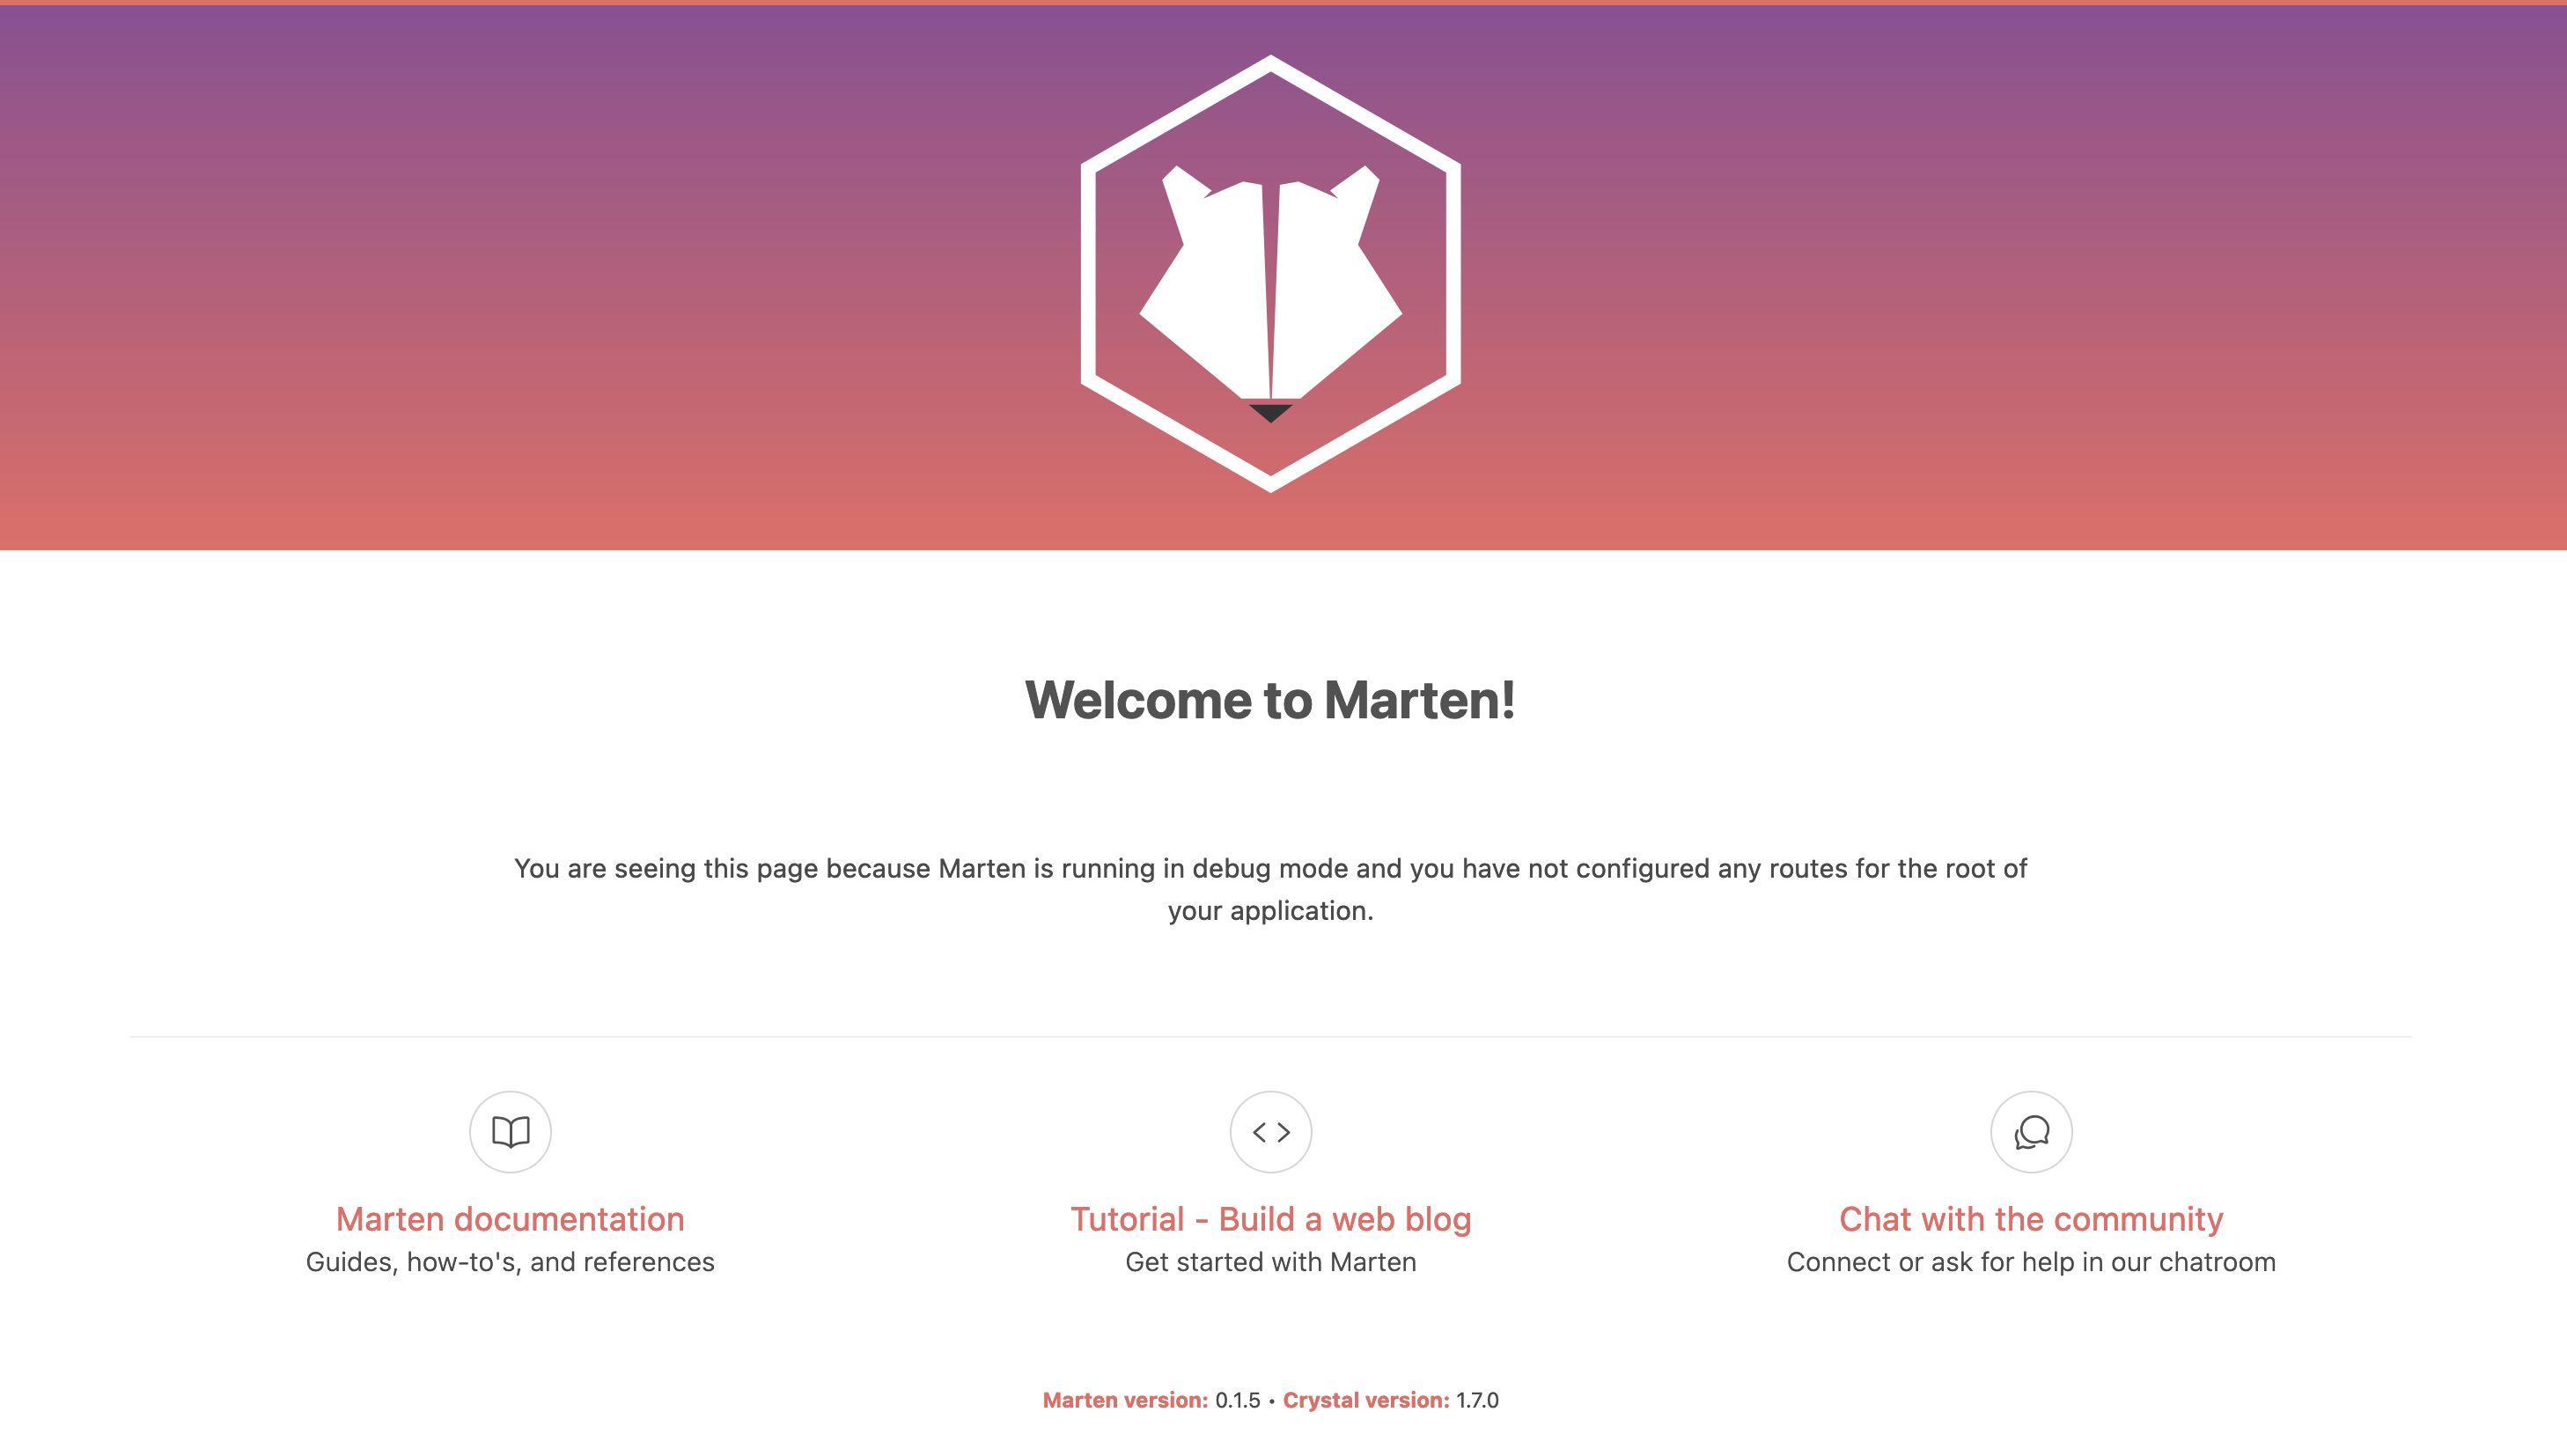 Welcome to Marten!
You are seeing this page because Marten is running in debug mode and you have not configured any routes for the root of
your application.
Marten documentation
Guides, how-to's, and references
Tutorial - Build a web blog
Get started with Marten
Chat with the community
Connect or ask for help in our chatroom
Marten version: 0.1.5 • Crystal version: 1.7.0